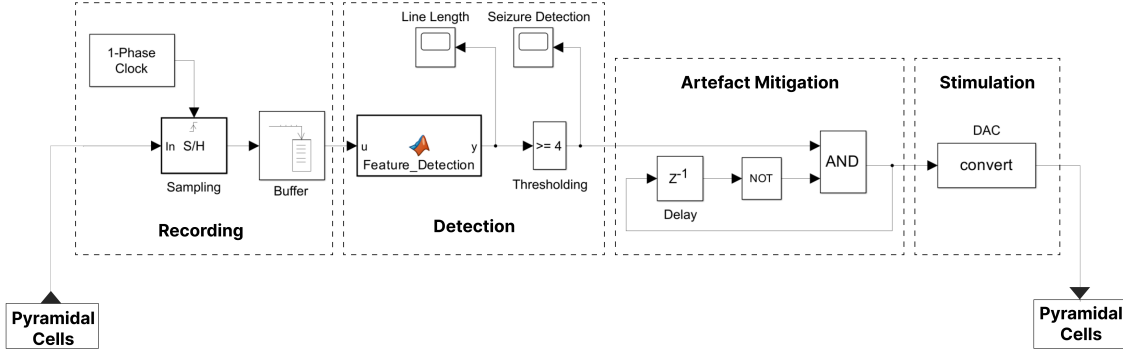 1-Phase
Clock
In S/H
Sampling
Buffer
Recording
Line Length
Seizure Detection
u
y
Feature_Detection
>= 4
Thresholding
Detection
Artefact Mitigation
Z-1
Delay
NOT
AND
Stimulation
DAC
convert
Pyramidal
Cells
Pyramidal
Cells